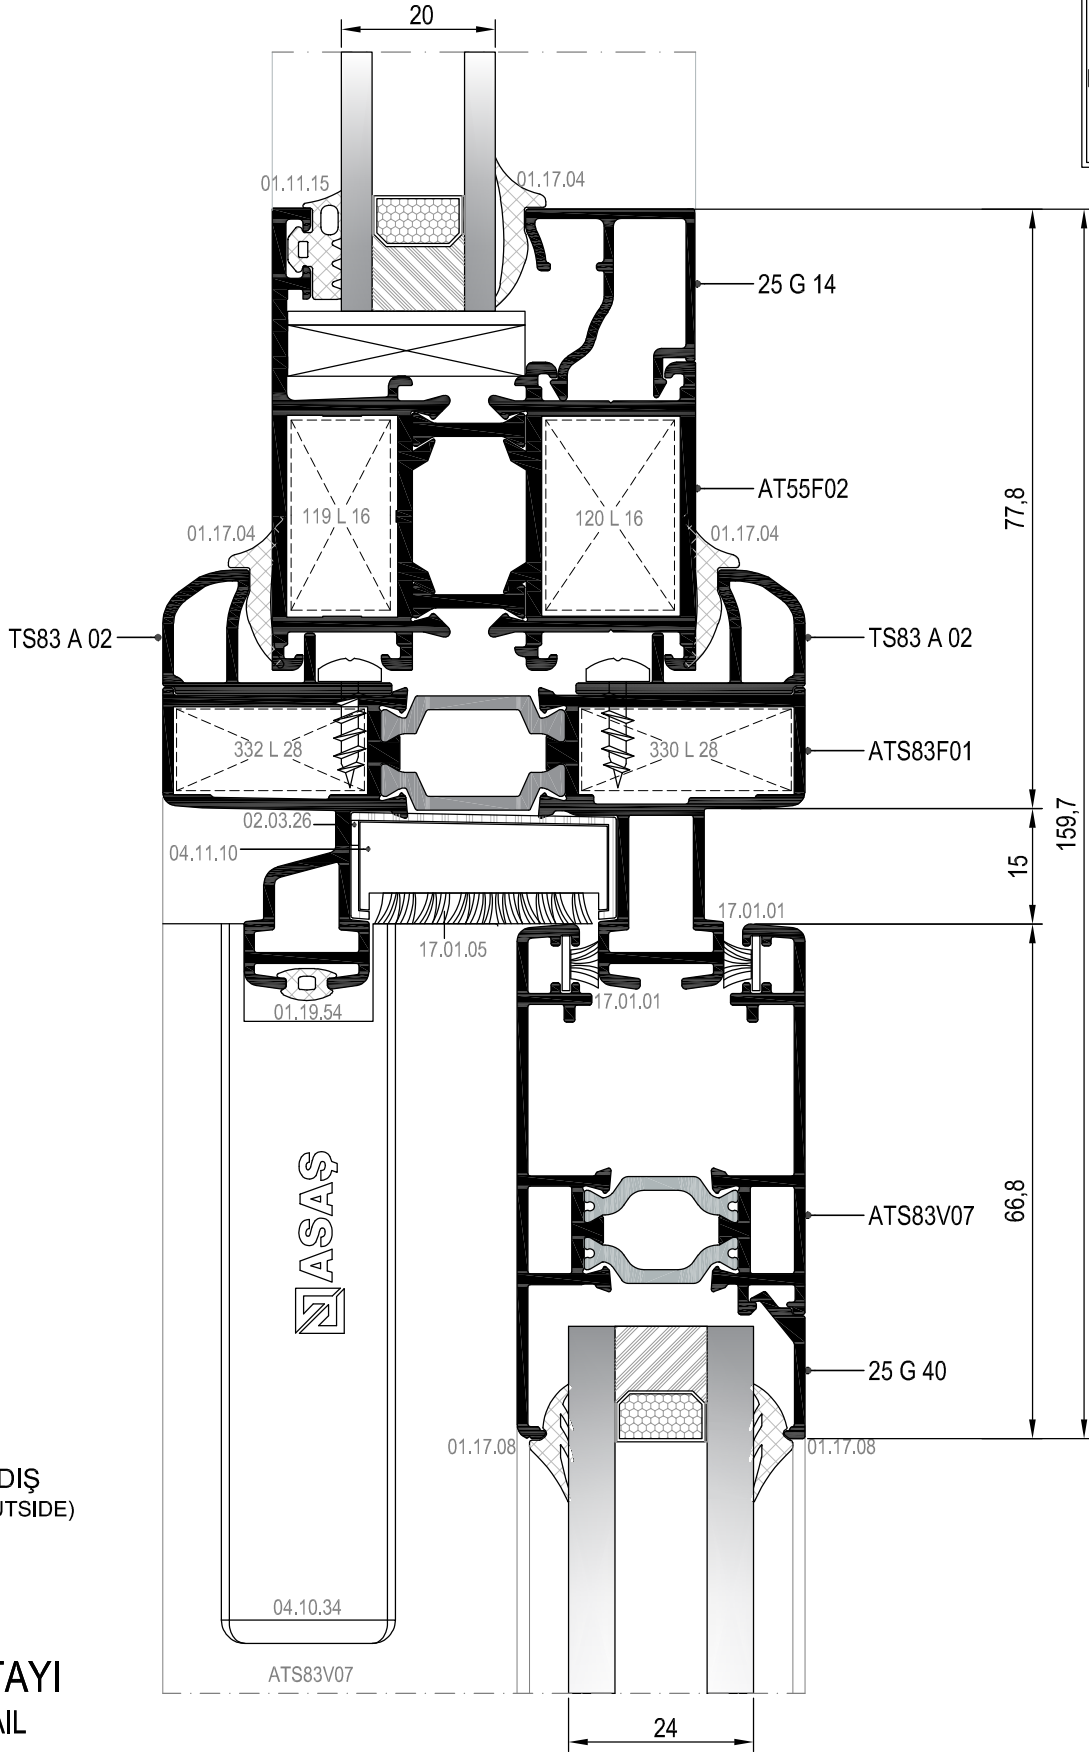 20
01.11.15
01.17.04
25 G 14
AT55F02
77,8
119 L 16
120 L 16
01.17.04
01.17.04
TS83 A 02
TS83 A 02
332 L 28
330 L 28
ATS83F01
02.03.26
04.11.10
159,7
15
17.01.05
17.01.01
17.01.01
01.19.54
ASAŞ
66,8
ATS83V07
25 G 40
01.17.08
01.17.08
DIŞ
UTSIDE)
04.10.34
ATS83V07
TAYI
AIL
24